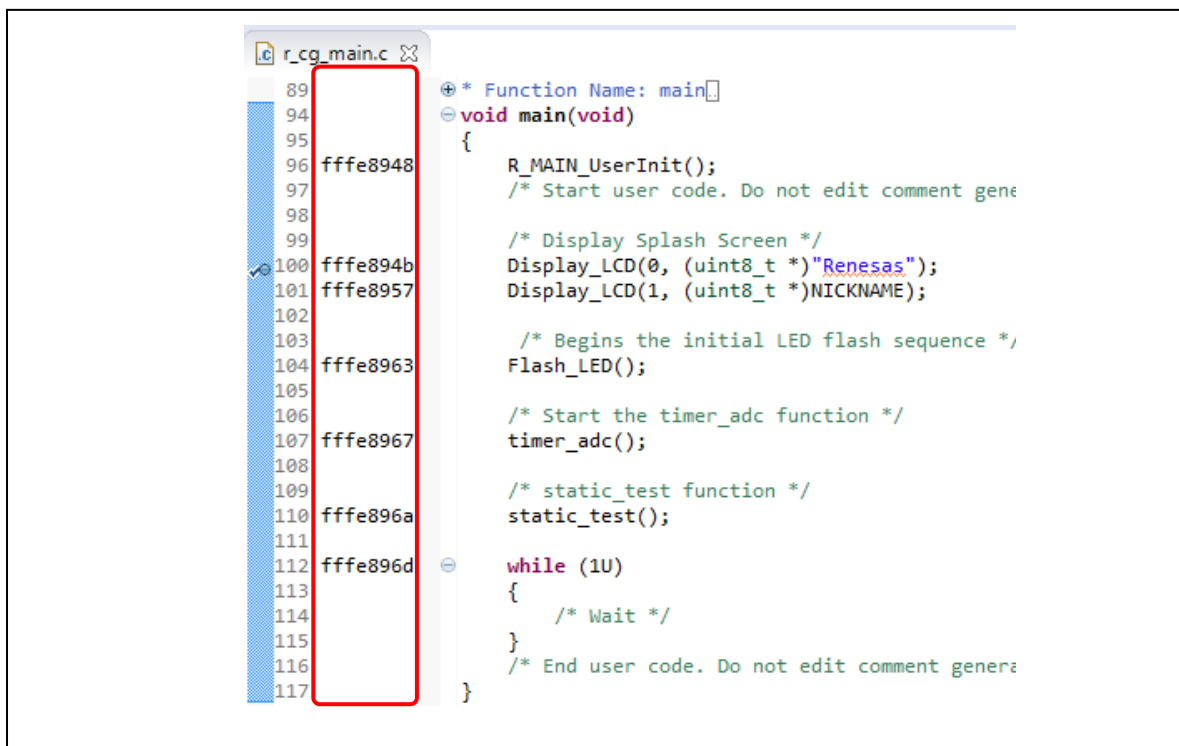 r_cg_main.c
89 * Function Name: main..
94 void main(void)
95 {
96 fffe8948 R_MAIN_UserInit();
97 /* Start user code. Do not edit comment gene
98
99 /* Display Splash Screen */
100 fffe894b Display_LCD(0, (uint8_t *)"Renesas");
101 fffe8957 Display_LCD(1, (uint8_t *)NICKNAME);
102
103 /* Begins the initial LED flash sequence */
104 fffe8963 Flash_LED();
105
106 /* Start the timer_adc function */
107 fffe8967 timer_adc();
108
109 /* static_test function */
110 fffe896a static_test();
111
112 fffe896d while (1U)
113 {
114 /* Wait */
115 }
116 /* End user code. Do not edit comment genera
117 }